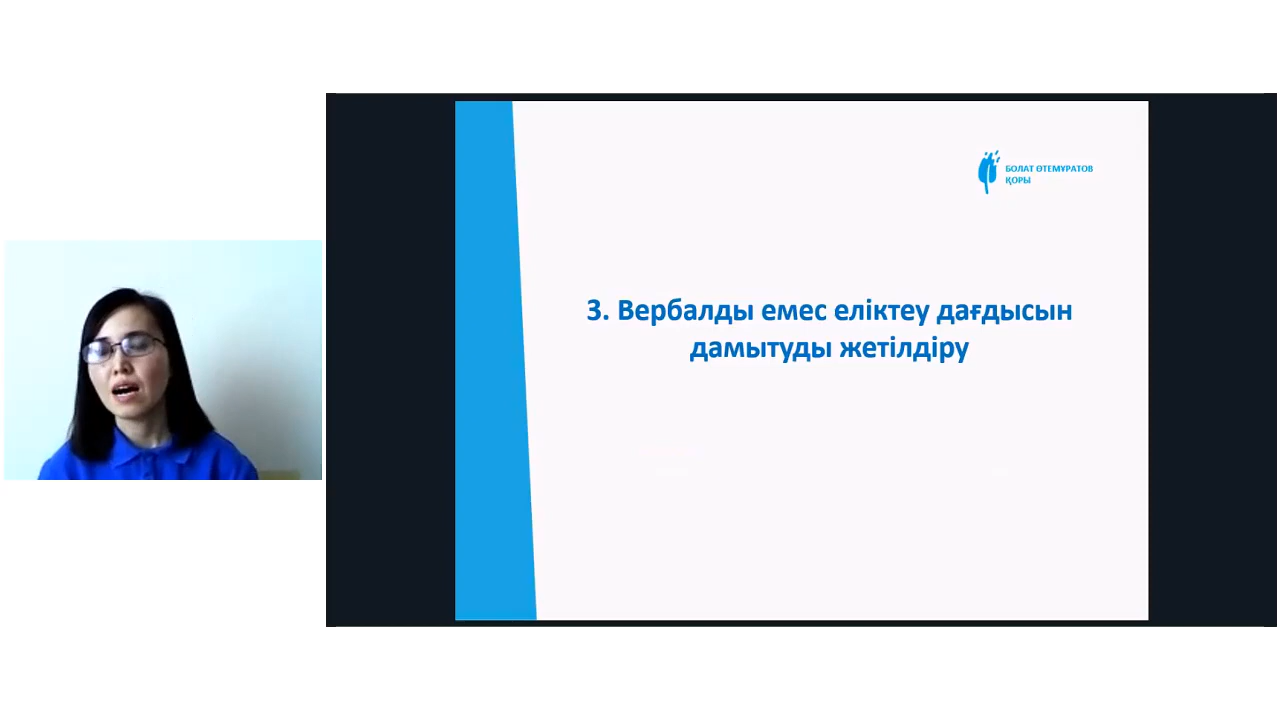 БОЛАТ ӨТЕМҰРАТОВ
ҚОРЫ
3. Вербалды емес еліктеу дағдысын
дамытуды жетілдіру